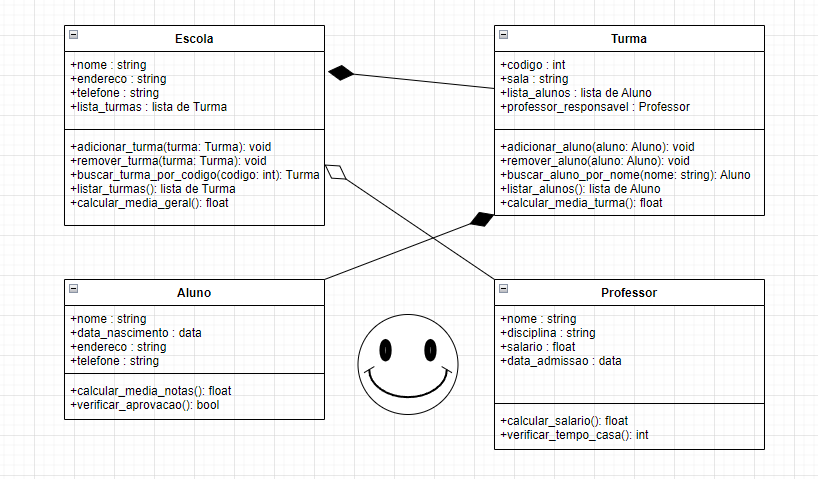 Escola
+nome : string
+endereco : string
+telefone : string
+lista_turmas : lista de Turma
+adicionar_turma(turma: Turma): void
+remover_turma(turma: Turma): void
+buscar_turma_por_codigo(codigo: int): Turma
+listar_turmas(): lista de Turma
+calcular_media_geral(): float
Turma
+codigo : int
+sala : string
+lista_alunos : lista de Aluno
+professor_responsavel : Professor
+adicionar_aluno(aluno: Aluno): void
+remover_aluno(aluno: Aluno): void
+buscar_aluno_por_nome(nome: string): Aluno
+listar_alunos(): lista de Aluno
+calcular_media_turma(): float
Aluno
+nome : string
+data_nascimento : data
+endereco : string
+telefone : string
+calcular_media_notas(): float
+verificar_aprovacao(): bool
Professor
+nome : string
+disciplina : string
+salario : float
+data_admissao : data
+calcular_salario(): float
+verificar_tempo_casa(): int